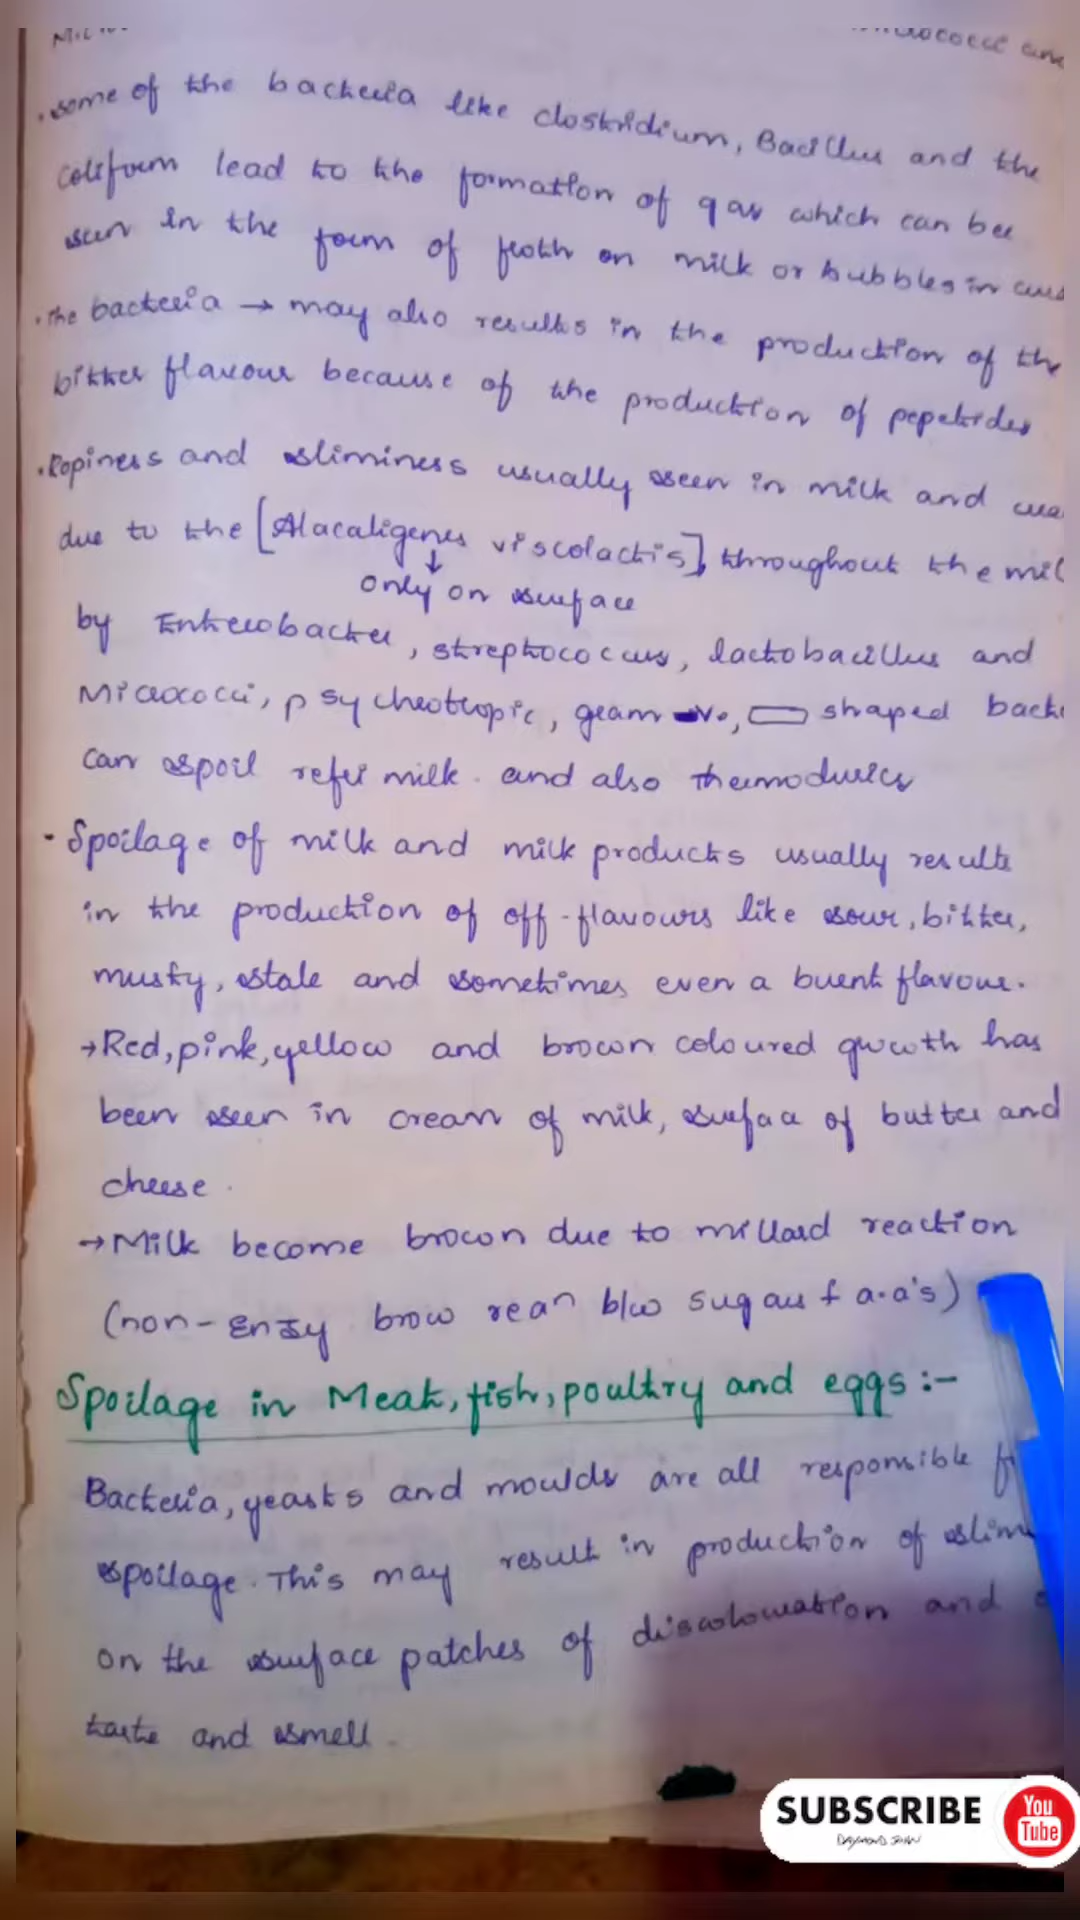 some of the bacteria like clostridium, Bacillus and the
coliform lead to the formation of gas which can bee
seen in the form of froth on milk or bubbles in
. The bacteria → may also results in the production of the
bitter flavour because of the production of pepetides
. Ropiness and sliminess usually seen in milk and
due to the [Alacaligenes viscolactis] throughout the
↓
only on surface
by Enterobacter, streptococcus, lactobacillus and
Micrococci, psychrotropic, gram -ve, ▭ shaped
can spoil refri milk. and also thermodurics
- Spoilage of milk and milk products usually results
in the production of off-flavours like sour, bitter,
musty, stale and sometimes even a burnt flavour.
→ Red, pink, yellow and brown coloured growth has
been seen in cream of milk, surface of butter and
cheese.
→ Milk become brown due to millard reaction
(non-Enzy brow rean b/w sugars & a.a's)
Spoilage in Meat, fish, poultry and eggs:-
Bacteria, yeasts and moulds are all responsible
spoilage. This may result in production of
on the surface patches of discolouration and
taste and smell.
SUBSCRIBE
You
Tube